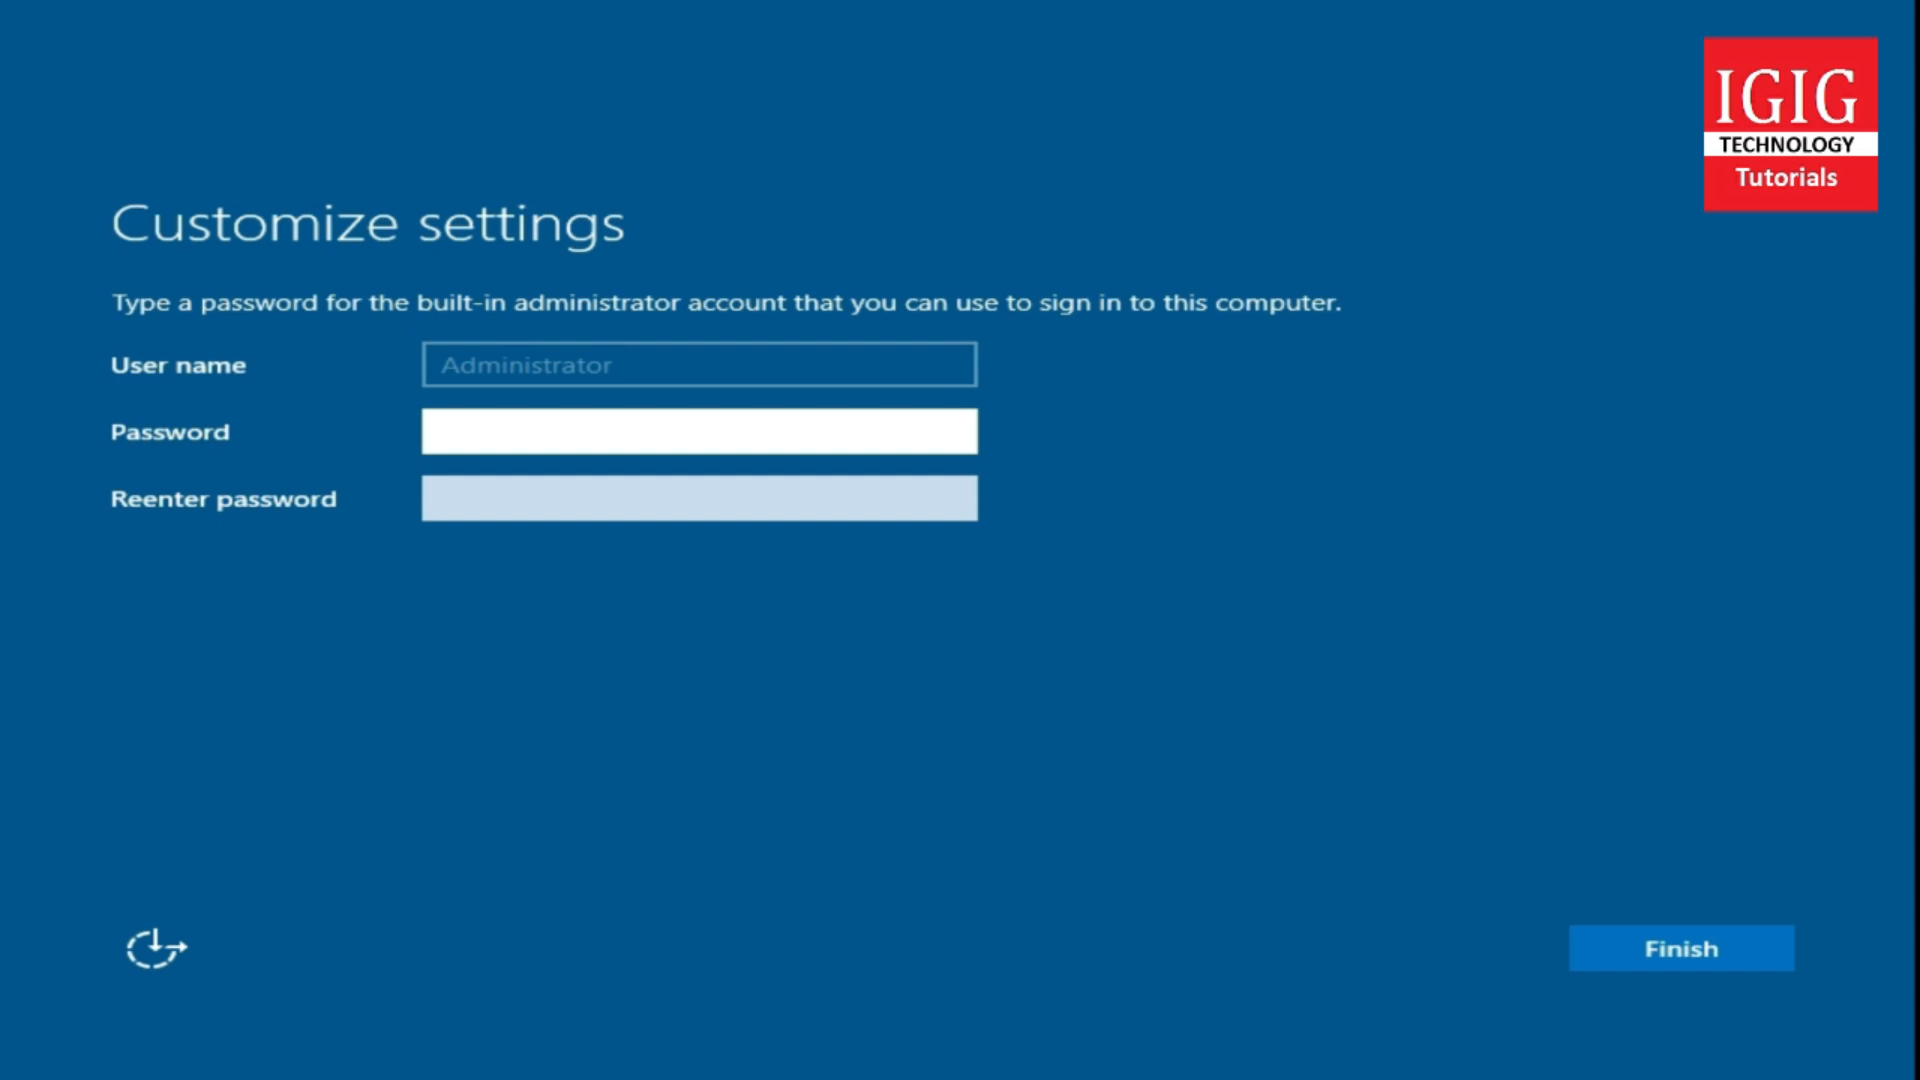 IGIG
TECHNOLOGY
Tutorials
Customize settings
Type a password for the built-in administrator account that you can use to sign in to this computer.
User name
Administrator
Password
Reenter password
Finish